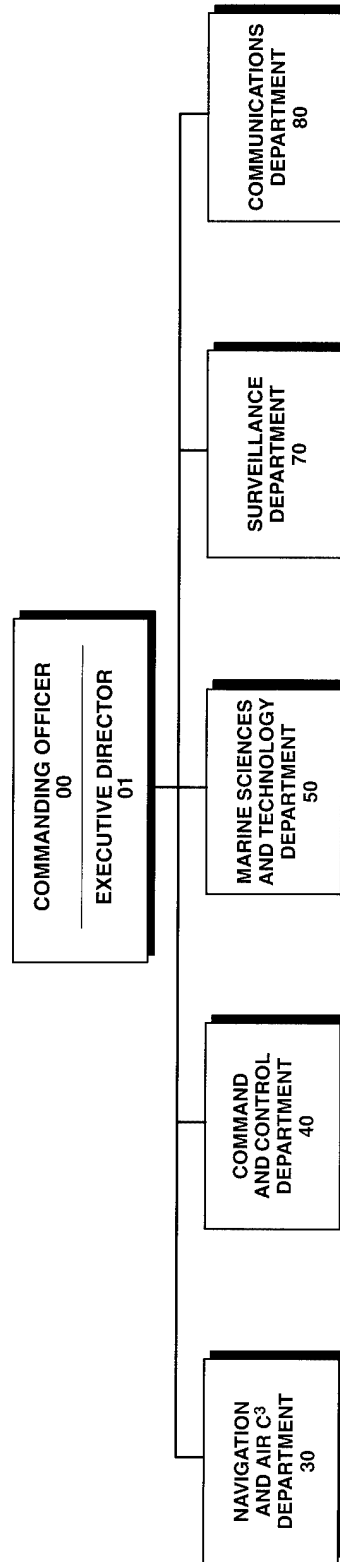 COMMANDING OFFICER
00
EXECUTIVE DIRECTOR
01
NAVIGATION
AND AIR C³
DEPARTMENT
30
COMMAND
AND CONTROL
DEPARTMENT
40
MARINE SCIENCES
AND TECHNOLOGY
DEPARTMENT
50
SURVEILLANCE
DEPARTMENT
70
COMMUNICATIONS
DEPARTMENT
80